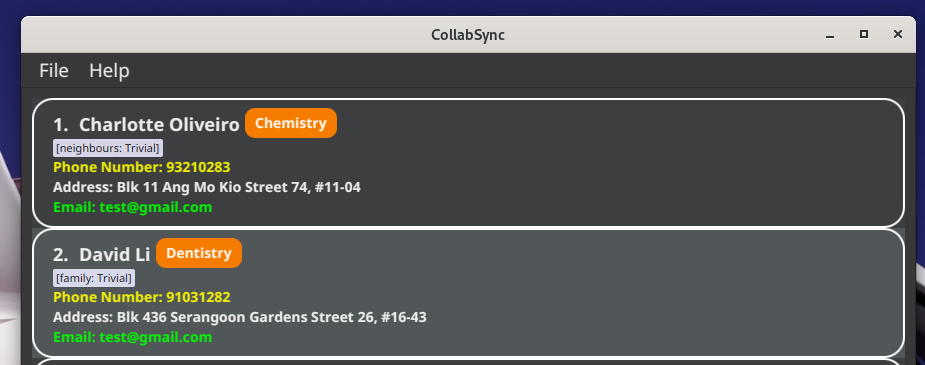 CollabSync
File Help
1. Charlotte Oliveiro Chemistry
[neighbours: Trivial]
Phone Number: 93210283
Address: Blk 11 Ang Mo Kio Street 74, #11-04
Email: test@gmail.com
2. David Li Dentistry
[family: Trivial]
Phone Number: 91031282
Address: Blk 436 Serangoon Gardens Street 26, #16-43
Email: test@gmail.com